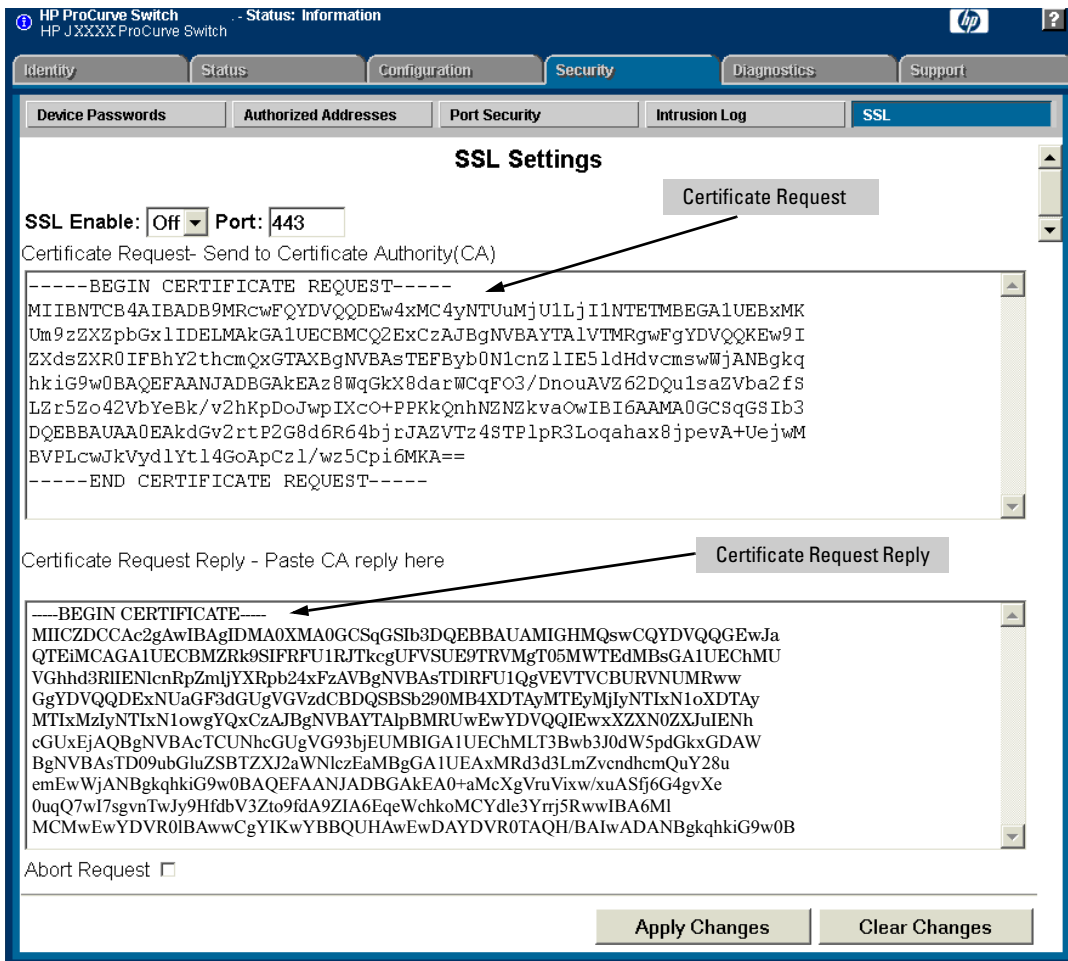 HP ProCurve Switch . - Status: Information
HP JXXXX ProCurve Switch
hp
?
Identity Status Configuration Security Diagnostics Support
Device Passwords Authorized Addresses Port Security Intrusion Log SSL
SSL Settings
Certificate Request
SSL Enable: Off Port: 443
Certificate Request- Send to Certificate Authority(CA)
-----BEGIN CERTIFICATE REQUEST-----
MIIBNTCB4AIBADB9MRcwFQYDVQQDEw4xMC4yNTUuMjU1LjI1NTETMBEGA1UEBxMK
Um9zZXZpbGxlIDELMAkGA1UECBMCQ2ExCzAJBgNVBAYTAlVTMRgwFgYDVQQKEw9I
ZXdsZXR0IFBhY2thcmQxGTAXBgNVBAsTEFByb0N1cnZlIE5ldHdvcmswWjANBgkq
hkiG9w0BAQEFAANJADBGAkEAz8WqGkX8darWCqFO3/DnouAVZ62DQu1saZVba2fS
LZr5Zo42VbYeBk/v2hKpDoJwpIXcO+PPKkQnhNZNZkvaOwIBI6AAMA0GCSqGSIb3
DQEBBAUAA0EAkdGv2rtP2G8d6R64bjrJAZVTz4STPlpR3Loqahax8jpevA+UejwM
BVPLcwJkVydlYtl4GoApCzl/wz5Cpi6MKA==
-----END CERTIFICATE REQUEST-----
Certificate Request Reply - Paste CA reply here
Certificate Request Reply
-----BEGIN CERTIFICATE-----
MIICZDCCAc2gAwIBAgIDMA0XMA0GCSqGSIb3DQEBBAUAMIGHMQswCQYDVQQGEwJa
QTEiMCAGA1UECBMZRk9SIFRFU1RJTkcgUFVSUE9TRVMgT05MWTEdMBsGA1UEChMU
VGhhd3RlIENlcnRpZmljYXRpb24xFzAVBgNVBAsTDlRFU1QgVEVTVCBURVNUMRww
GgYDVQQDExNUaGF3dGUgVGVzdCBDQSBSb290MB4XDTAyMTEyMjIyNTIxN1oXDTAy
MTIxMzIyNTIxN1owgYQxCzAJBgNVBAYTAlpBMRUwEwYDVQQIEwxXZXN0ZXJuIENh
cGUxEjAQBgNVBAcTCUNhcGUgVG93bjEUMBIGA1UEChMLT3Bwb3J0dW5pdGkxGDAW
BgNVBAsTD09ubGluZSBTZXJ2aWNlczEaMBgGA1UEAxMRd3d3LmZvcndhcmQuY28u
emEwWjANBgkqhkiG9w0BAQEFAANJADBGAkEA0+aMcXgVruVixw/xuASfj6G4gvXe
0uqQ7wI7sgvnTwJy9HfdbV3Zto9fdA9ZIA6EqeWchkoMCYdle3Yrrj5RwwIBA6Ml
MCMwEwYDVR0lBAwwCgYIKwYBBQUHAwEwDAYDVR0TAQH/BAIwADANBgkqhkiG9w0B
Abort Request
Apply Changes Clear Changes